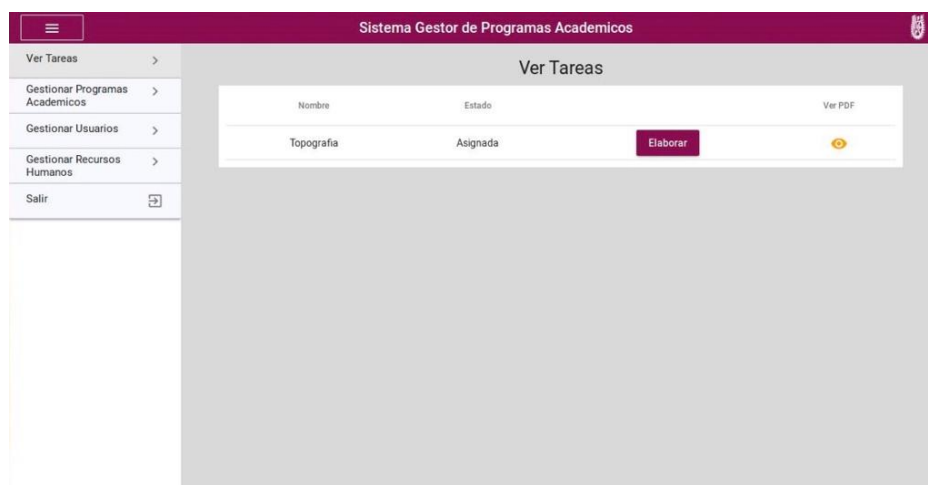 Sistema Gestor de Programas Academicos
Ver Tareas
Gestionar Programas
Academicos
Gestionar Usuarios
Gestionar Recursos
Humanos
Salir
Ver Tareas
Nombre Estado Ver PDF
Topografia Asignada Elaborar